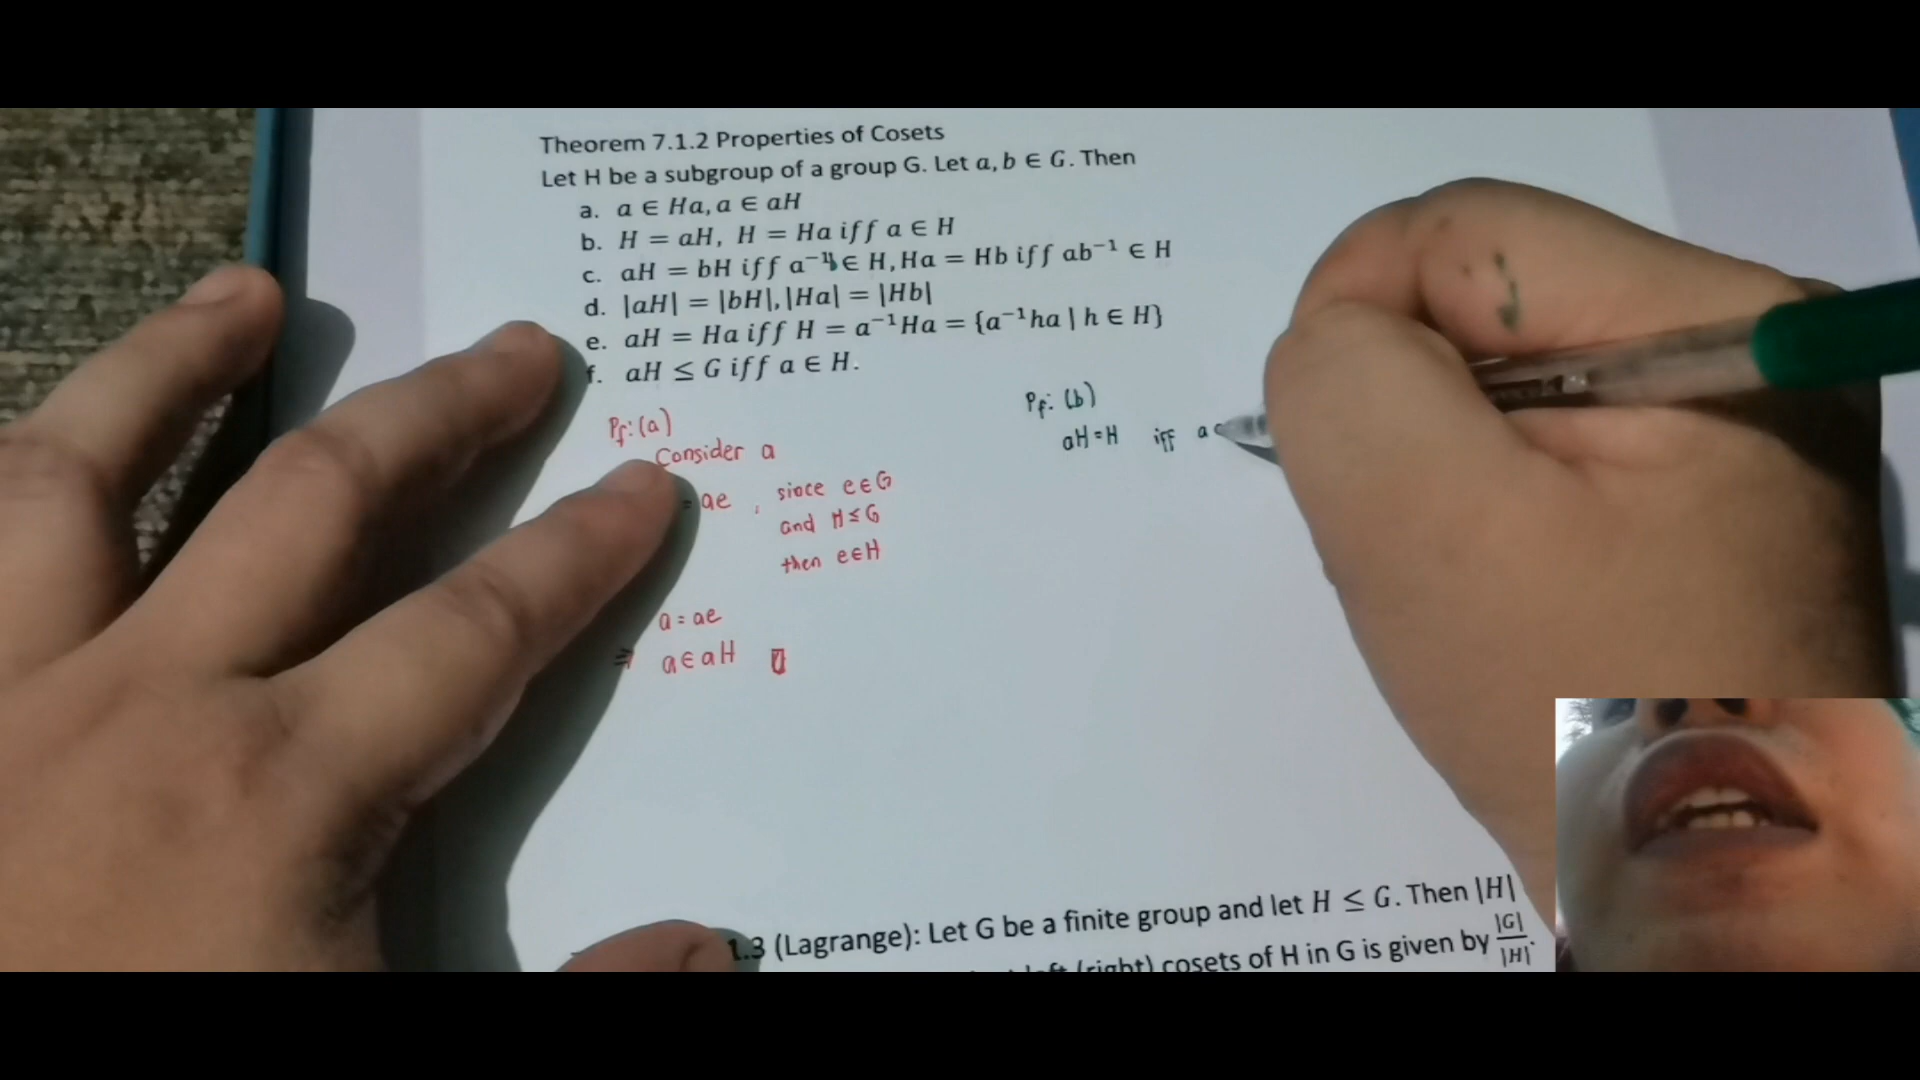 Theorem 7.1.2 Properties of Cosets
Let H be a subgroup of a group G. Let a, b ∈ G. Then
a. a ∈ Ha, a ∈ aH
b. H = aH, H = Ha iff a ∈ H
c. aH = bH iff a⁻¹b ∈ H, Ha = Hb iff ab⁻¹ ∈ H
d. |aH| = |bH|, |Ha| = |Hb|
e. aH = Ha iff H = a⁻¹Ha = {a⁻¹ha | h ∈ H}
f. aH ≤ G iff a ∈ H.
Pf: (a)
Consider a
= ae , since e∈G
and H≤G
then e∈H
a = ae
⇒ a∈aH
Pf: (b)
aH=H iff a
1.3 (Lagrange): Let G be a finite group and let H ≤ G. Then |H|
(right) cosets of H in G is given by |G|/|H|.